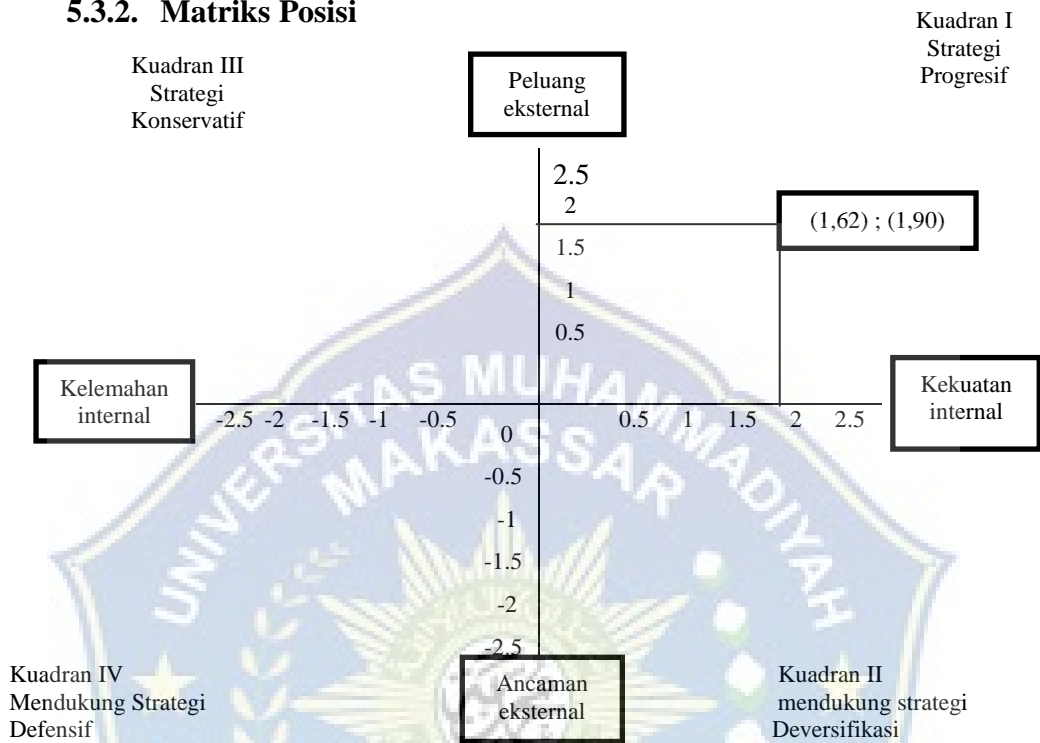 5.3.2. Matriks Posisi
Kuadran I
Strategi
Progresif
Kuadran III
Strategi
Konservatif
Peluang
eksternal
2.5
2
(1,62) ; (1,90)
1.5
1
0.5
Kelemahan
internal
Kekuatan
internal
-2.5 -2 -1.5 -1 -0.5 0.5 1 1.5 2 2.5
0
-0.5
-1
-1.5
-2
-2.5
UNIVERSITAS MUHAMMADIYAH
MAKASSAR
Kuadran IV
Mendukung Strategi
Defensif
Ancaman
eksternal
Kuadran II
mendukung strategi
Deversifikasi